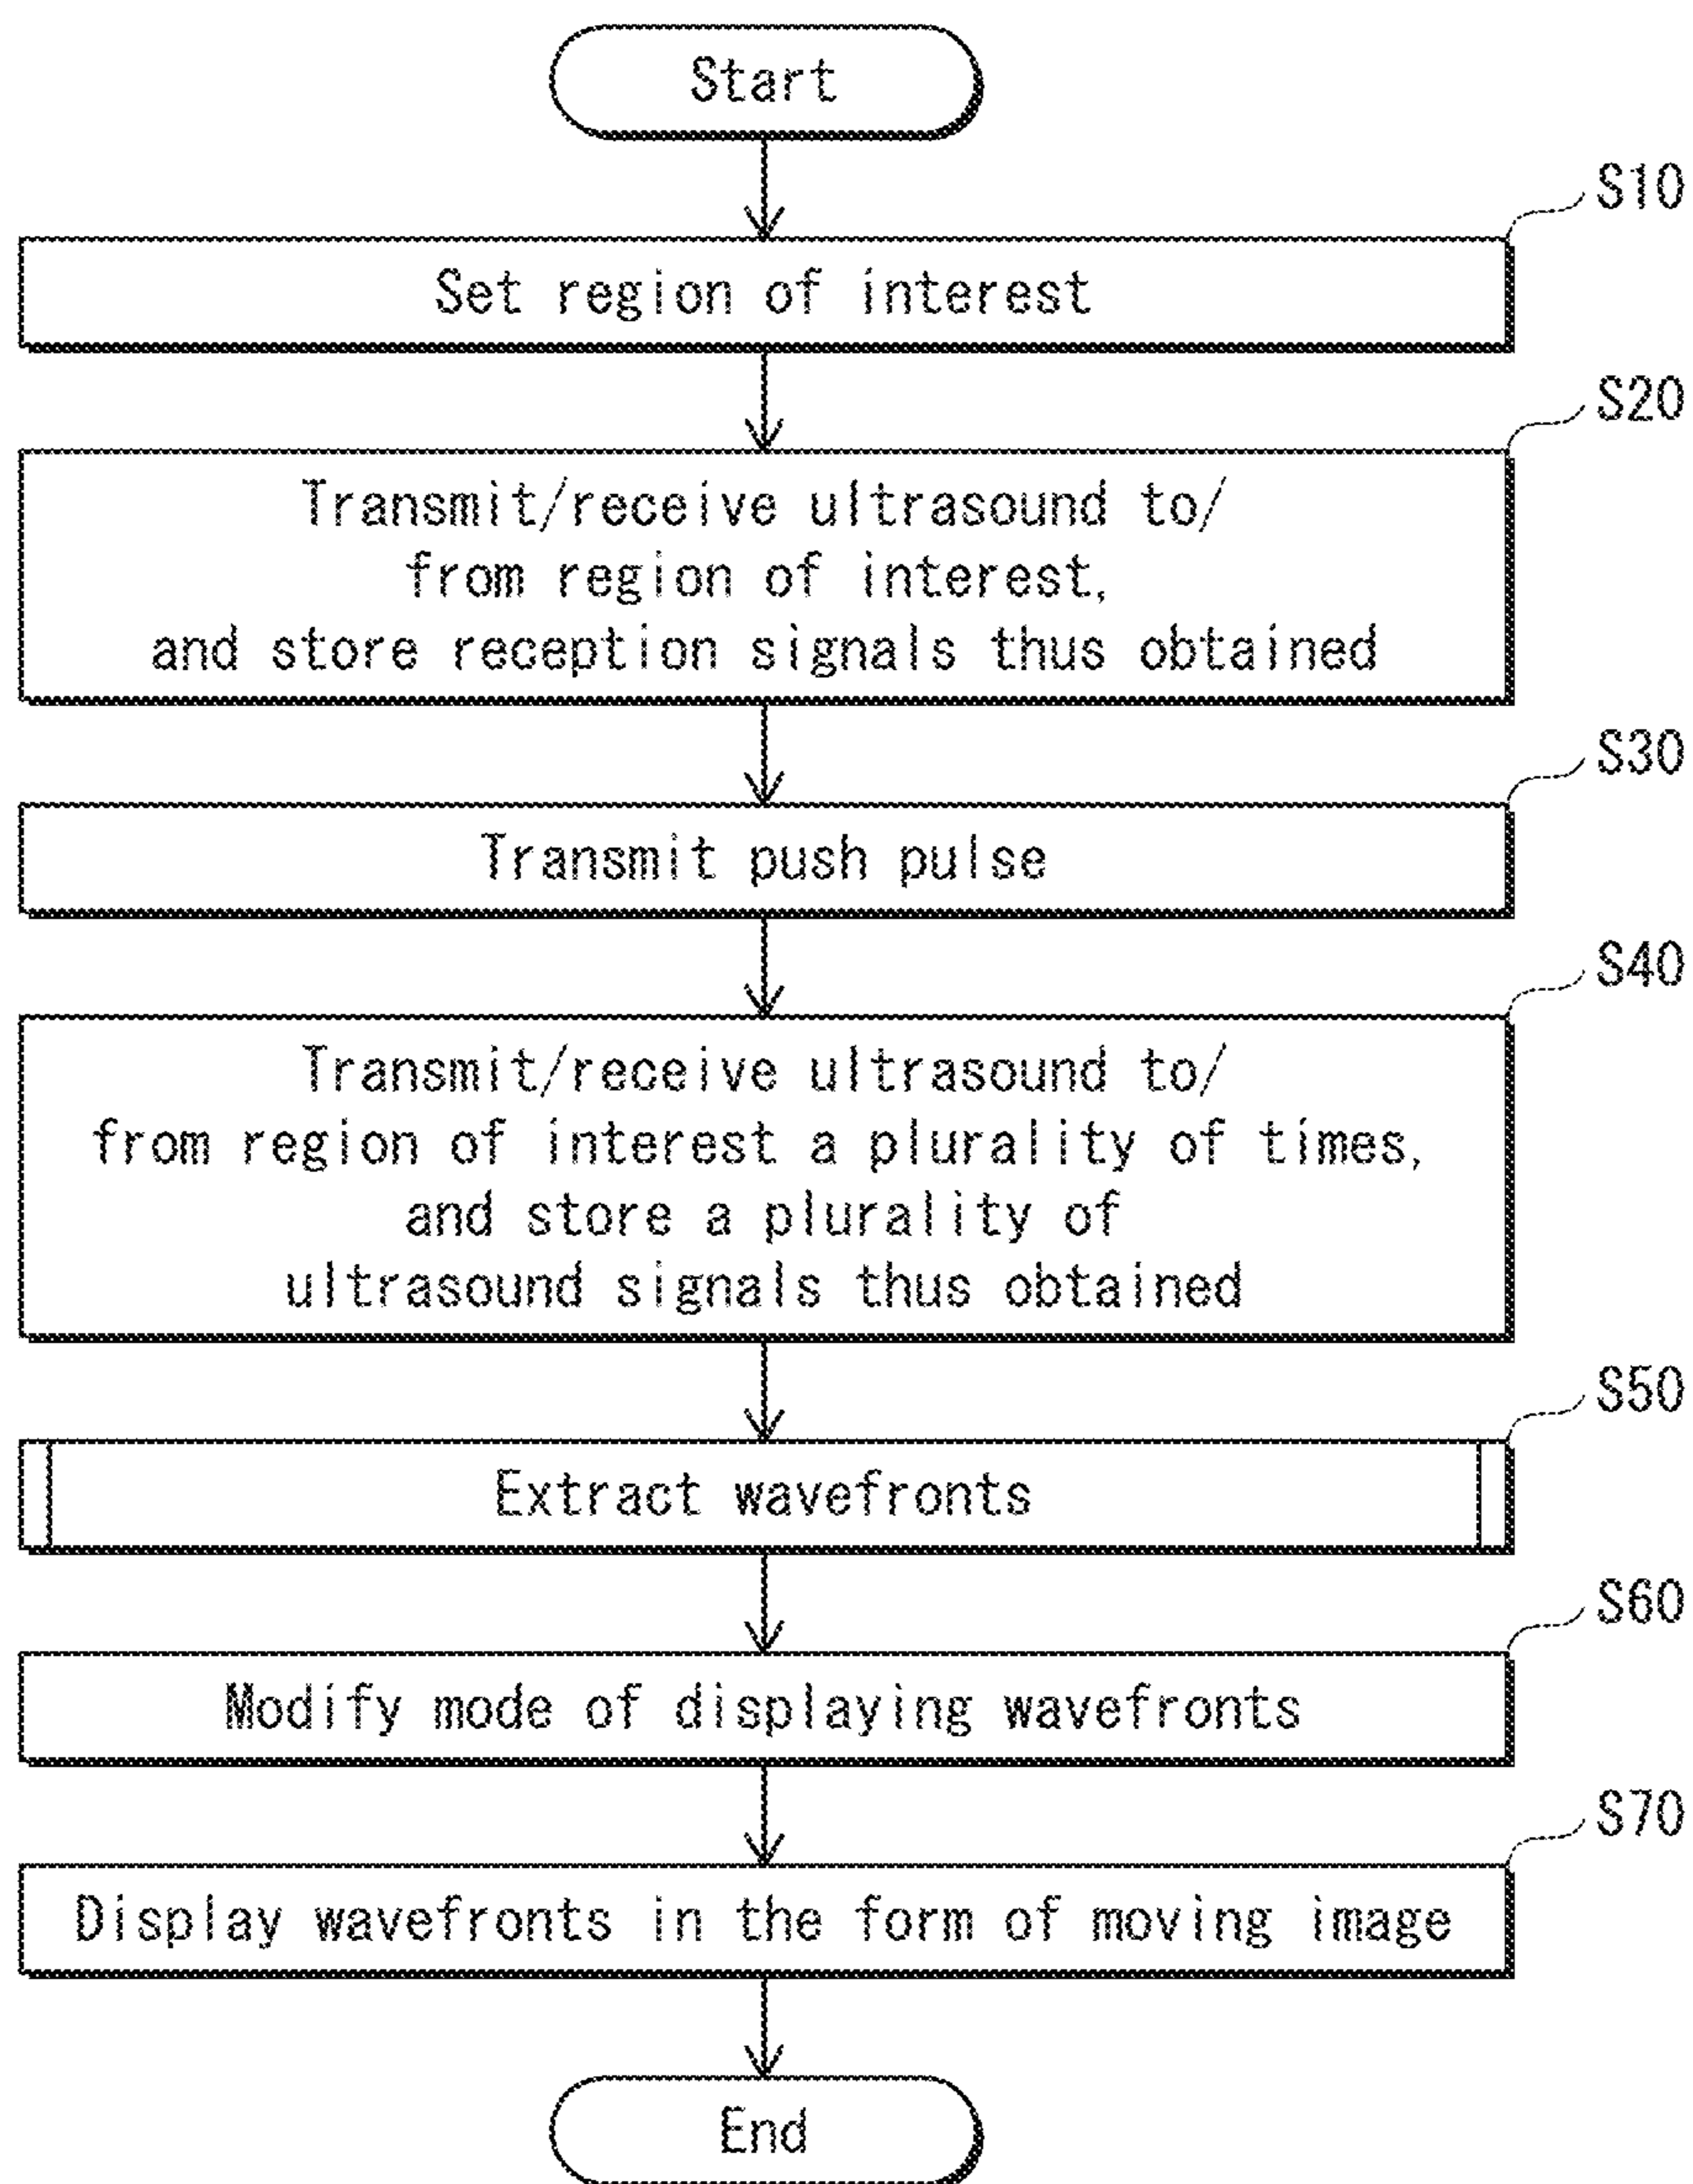 Start
S10
Set region of interest
S20
Transmit/receive ultrasound to/
from region of interest,
and store reception signals thus obtained
S30
Transmit push pulse
S40
Transmit/receive ultrasound to/
from region of interest a plurality of times,
and store a plurality of
ultrasound signals thus obtained
S50
Extract wavefronts
S60
Modify mode of displaying wavefronts
S70
Display wavefronts in the form of moving image
End